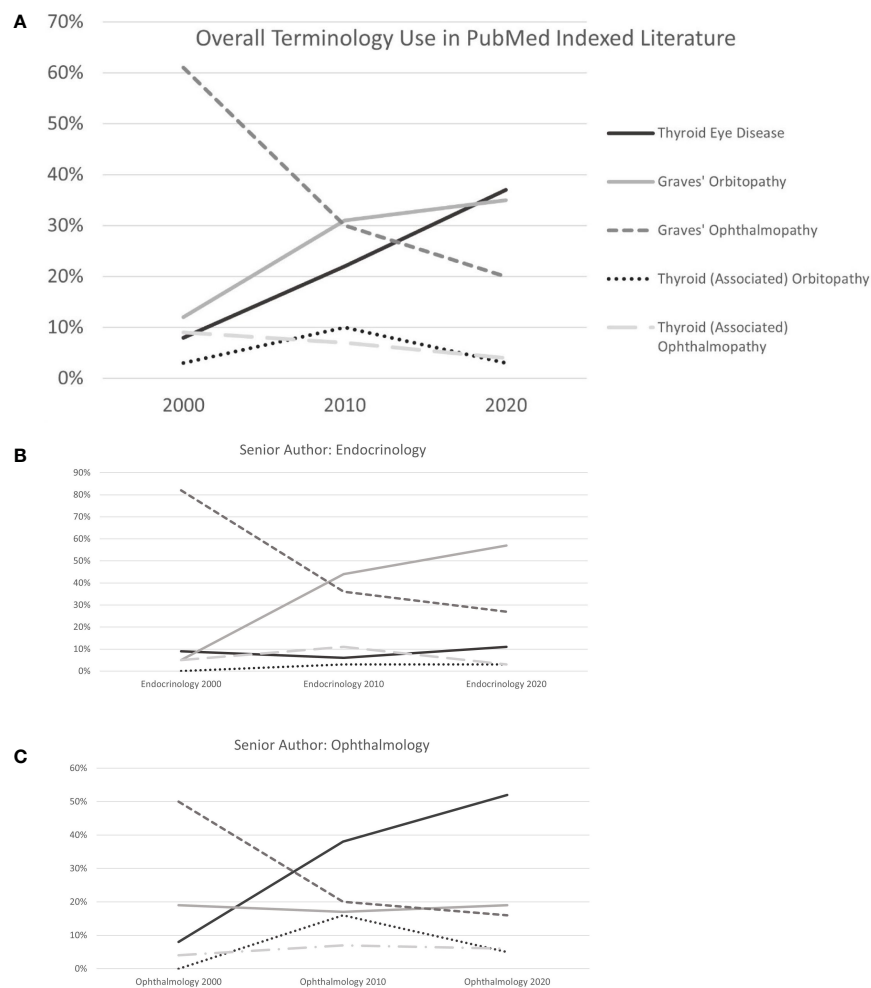 A
Overall Terminology Use in PubMed Indexed Literature
70%
60%
50%
40%
30%
20%
10%
0%
2000 2010 2020
Thyroid Eye Disease
Graves' Orbitopathy
Graves' Ophthalmopathy
Thyroid (Associated) Orbitopathy
Thyroid (Associated)
Ophthalmopathy
B
Senior Author: Endocrinology
90%
80%
70%
60%
50%
40%
30%
20%
10%
0%
Endocrinology 2000 Endocrinology 2010 Endocrinology 2020
C
Senior Author: Ophthalmology
60%
50%
40%
30%
20%
10%
0%
Ophthalmology 2000 Ophthalmology 2010 Ophthalmology 2020